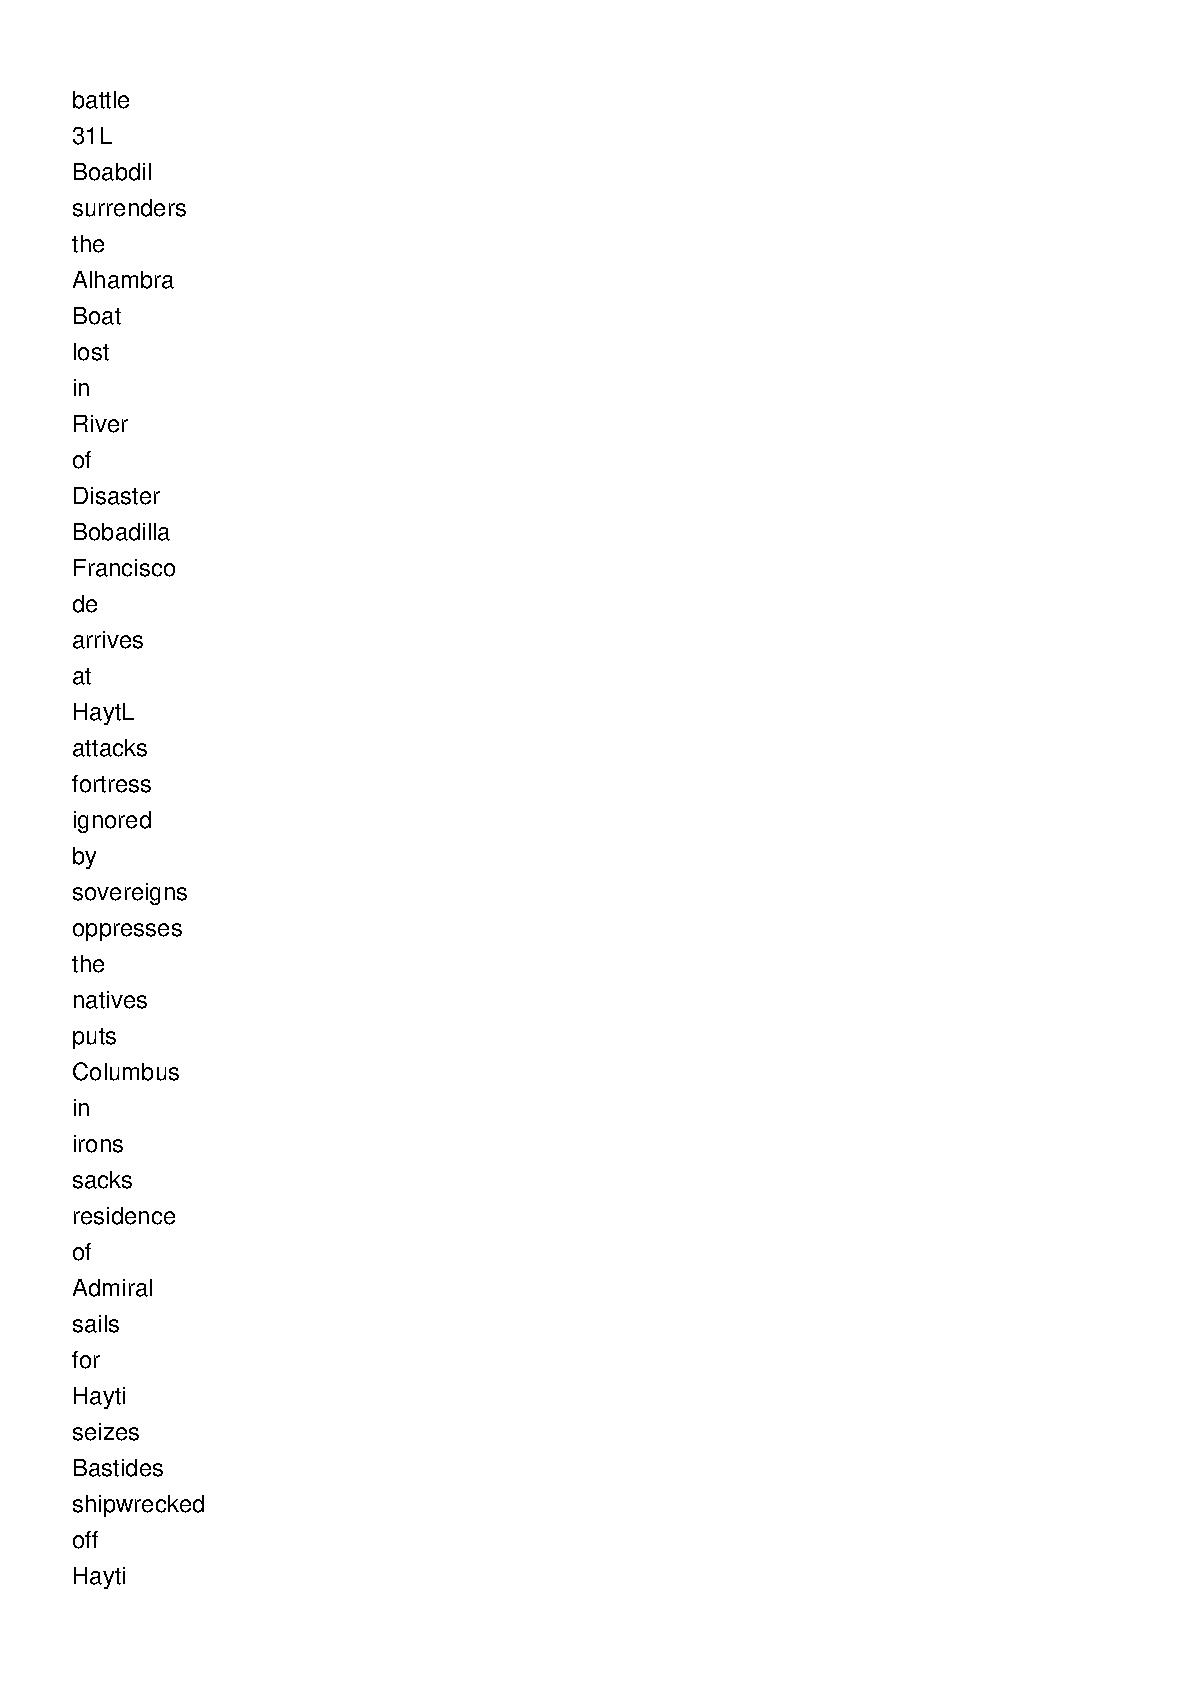 battle
31L
Boabdil
surrenders
the
Alhambra
Boat
lost
in
River
of
Disaster
Bobadilla
Francisco
de
arrives
at
HaytL
attacks
fortress
ignored
by
sovereigns
oppresses
the
natives
puts
Columbus
in
irons
sacks
residence
of
Admiral
sails
for
Hayti
seizes
Bastides
shipwrecked
off
Hayti